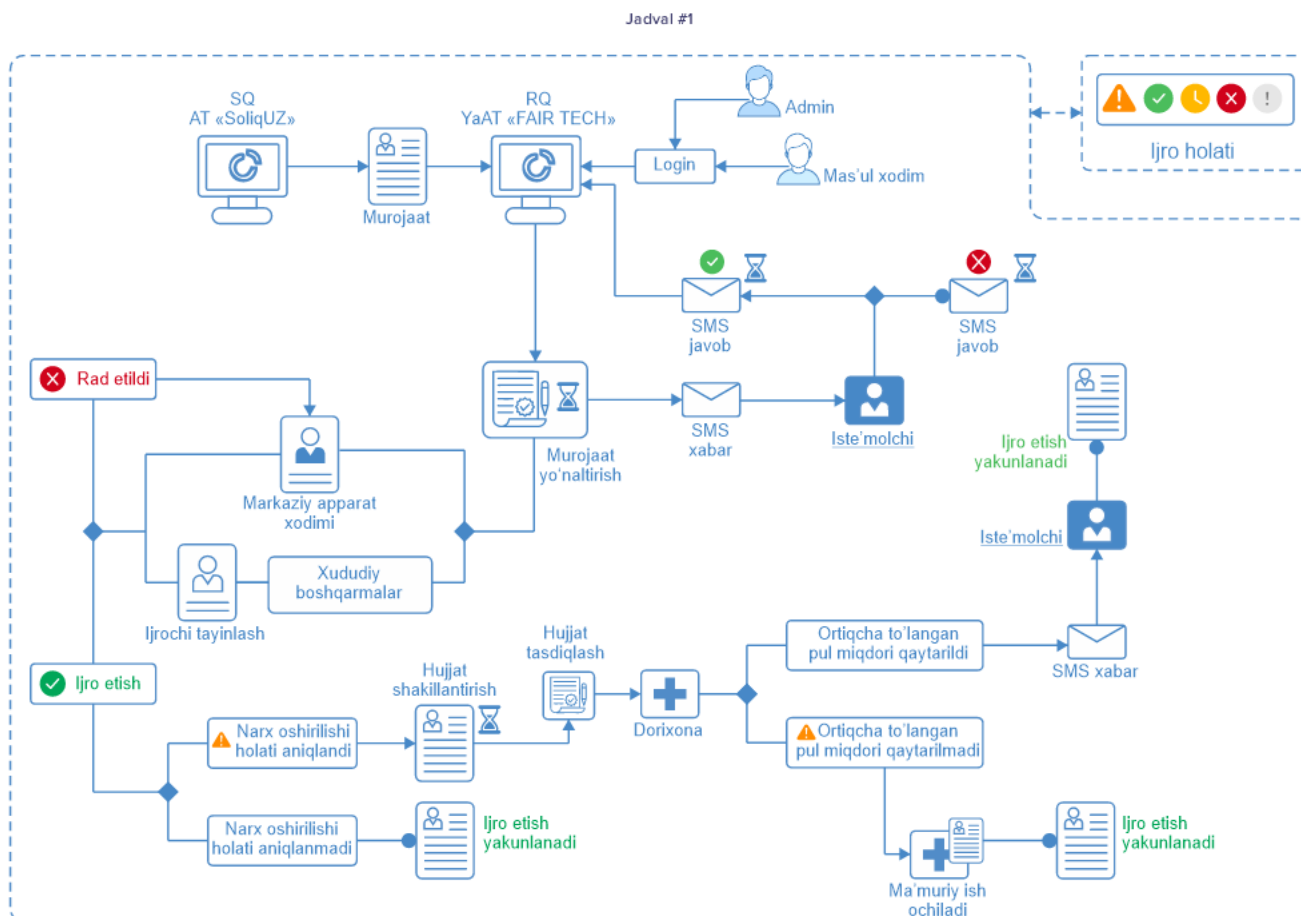 Jadval #1
SQ
AT «SoliqUZ»
RQ
YaAT «FAIR TECH»
Admin
Login
Mas'ul xodim
Murojaat
Ijro holati
SMS
javob
SMS
javob
Rad etildi
Murojaat
yo'naltirish
SMS
xabar
Iste'molchi
Markaziy apparat
xodimi
Xududiy
boshqarmalar
Ijrochi tayinlash
Ijro etish
yakunlanadi
Iste'molchi
SMS xabar
Ijro etish
Narx oshirilishi
holati aniqlandi
Hujjat
shakillantirish
Hujjat
tasdiqlash
Dorixona
Ortiqcha to'langan
pul miqdori qaytarildi
Ortiqcha to'langan
pul miqdori qaytarilmadi
Narx oshirilishi
holati aniqlanmadi
Ijro etish
yakunlanadi
Ma'muriy ish
ochiladi
Ijro etish
yakunlanadi